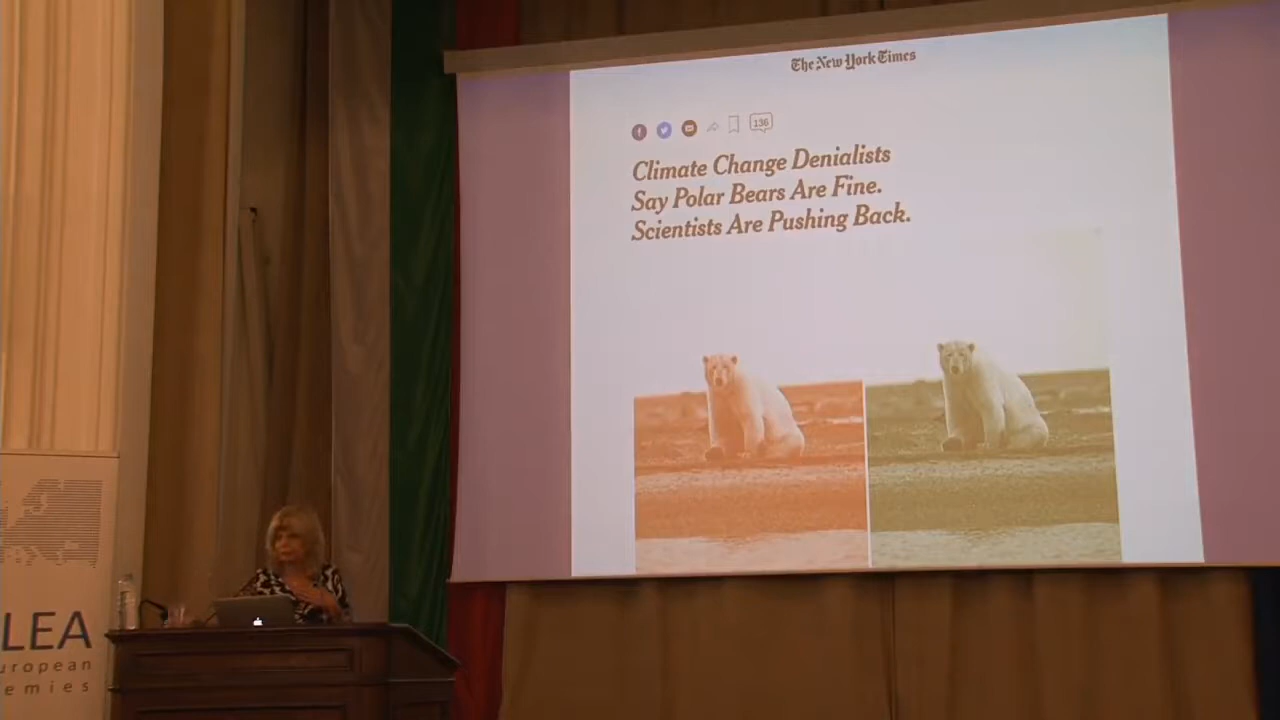 The New York Times
136
Climate Change Denialists
Say Polar Bears Are Fine.
Scientists Are Pushing Back.
LEA
uropean
emies